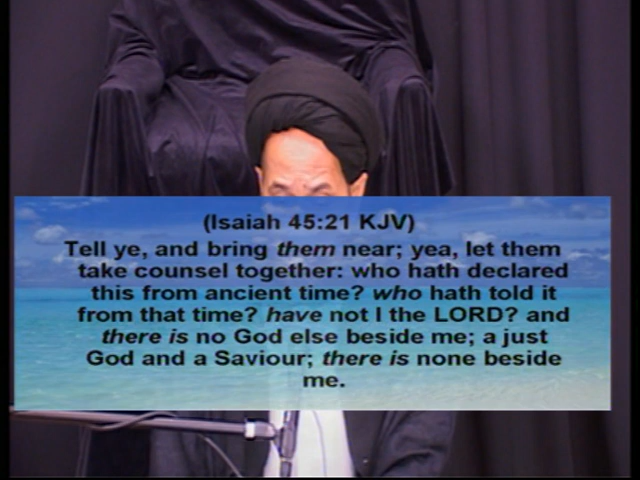 (Isaiah 45:21 KJV)
Tell ye, and bring them near; yea, let them
take counsel together: who hath declared
this from ancient time? who hath told it
from that time? have not I the LORD? and
there is no God else beside me; a just
God and a Saviour; there is none beside
me.